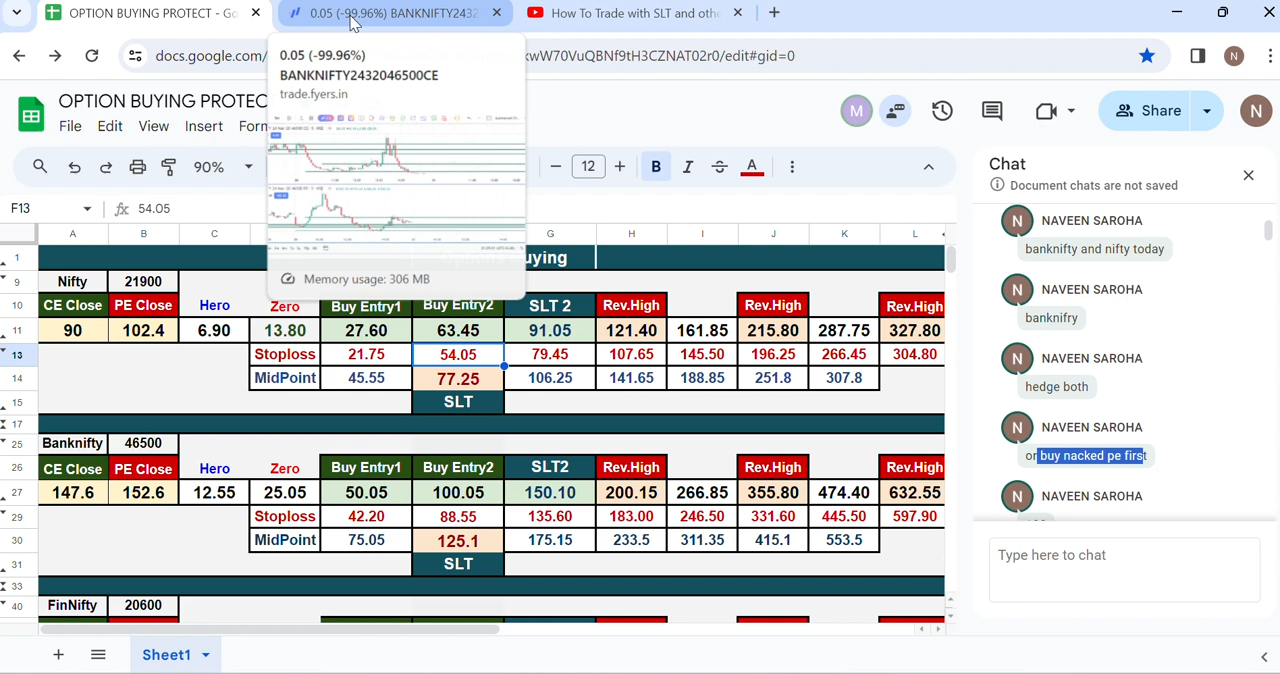 OPTION BUYING PROTECT - Go
0.05 (-99.96%) BANKNIFTY2432
How To Trade with SLT and othe
docs.google.com/
kwW70VuQBNf9tH3CZNAT02r0/edit#gid=0
N
0.05 (-99.96%)
BANKNIFTY2432046500CE
trade.fyers.in
Memory usage: 306 MB
OPTION BUYING PROTEC
File Edit View Insert Form
M
Share
N
90%
12
B I A
F13
fx 54.05
A B C G H I J K L
1
uying
9 Nifty 21900
10 CE Close PE Close Hero Zero Buy Entry1 Buy Entry2 SLT 2 Rev.High Rev.High Rev.High
11 90 102.4 6.90 13.80 27.60 63.45 91.05 121.40 161.85 215.80 287.75 327.80
13 Stoploss 21.75 54.05 79.45 107.65 145.50 196.25 266.45 304.80
14 MidPoint 45.55 77.25 106.25 141.65 188.85 251.8 307.8
15 SLT
17
25 Banknifty 46500
26 CE Close PE Close Hero Zero Buy Entry1 Buy Entry2 SLT2 Rev.High Rev.High Rev.High
27 147.6 152.6 12.55 25.05 50.05 100.05 150.10 200.15 266.85 355.80 474.40 632.55
29 Stoploss 42.20 88.55 135.60 183.00 246.50 331.60 445.50 597.90
30 MidPoint 75.05 125.1 175.15 233.5 311.35 415.1 553.5
31 SLT
33
40 FinNifty 20600
Sheet1
Chat
Document chats are not saved
N NAVEEN SAROHA
banknifty and nifty today
N NAVEEN SAROHA
banknifry
N NAVEEN SAROHA
hedge both
N NAVEEN SAROHA
or buy nacked pe first
N NAVEEN SAROHA
Type here to chat